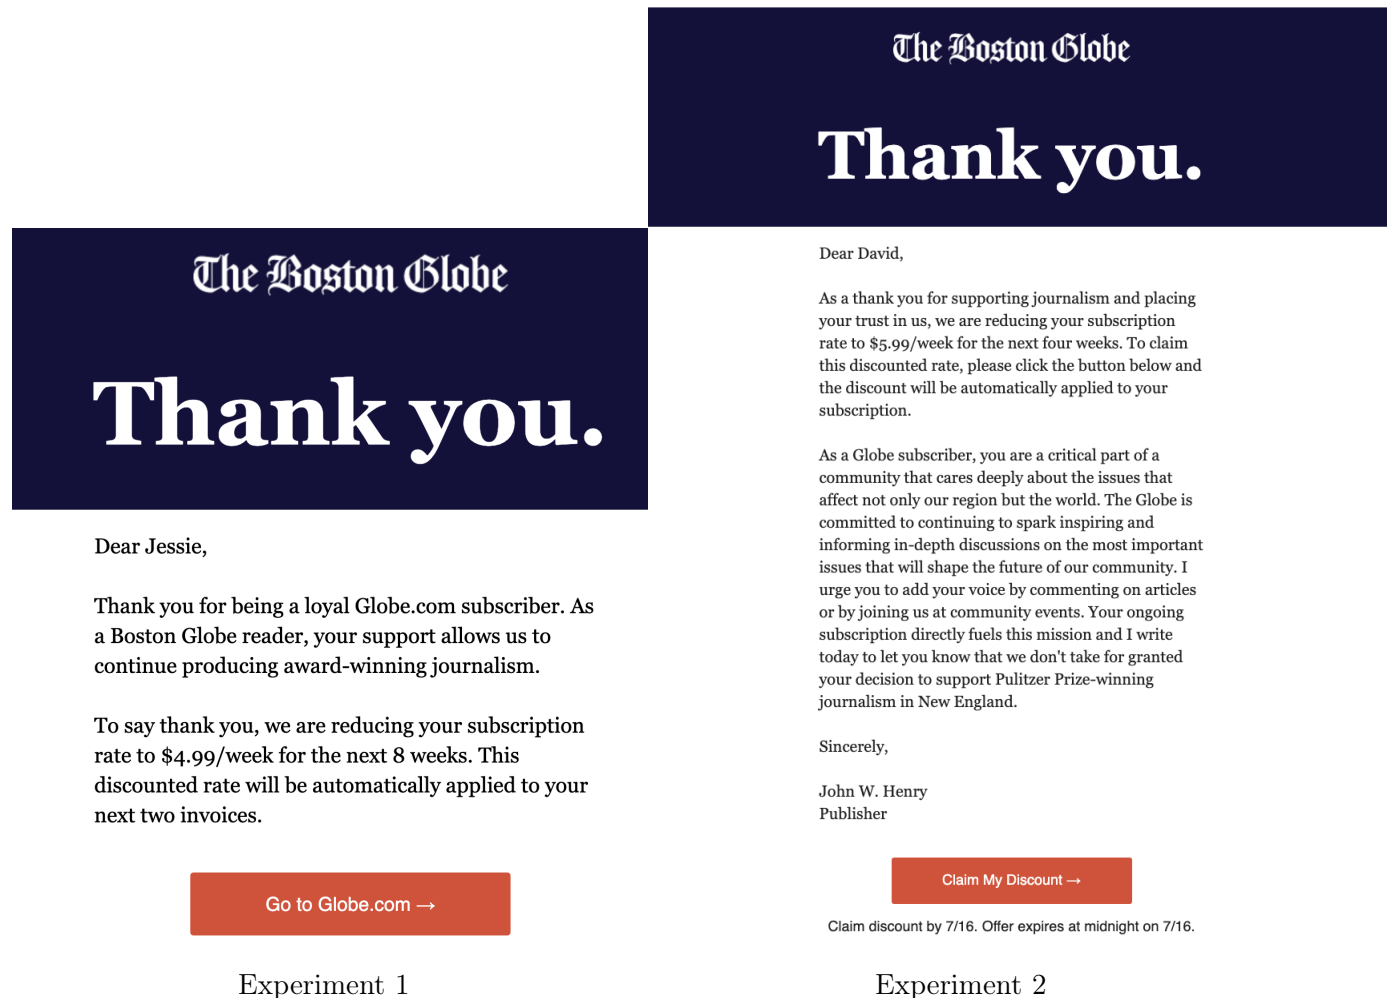 The Boston Globe
Thank you.
Dear Jessie,
Thank you for being a loyal Globe.com subscriber. As
a Boston Globe reader, your support allows us to
continue producing award-winning journalism.
To say thank you, we are reducing your subscription
rate to $4.99/week for the next 8 weeks. This
discounted rate will be automatically applied to your
next two invoices.
Go to Globe.com →
Experiment 1
The Boston Globe
Thank you.
Dear David,
As a thank you for supporting journalism and placing
your trust in us, we are reducing your subscription
rate to $5.99/week for the next four weeks. To claim
this discounted rate, please click the button below and
the discount will be automatically applied to your
subscription.
As a Globe subscriber, you are a critical part of a
community that cares deeply about the issues that
affect not only our region but the world. The Globe is
committed to continuing to spark inspiring and
informing in-depth discussions on the most important
issues that will shape the future of our community. I
urge you to add your voice by commenting on articles
or by joining us at community events. Your ongoing
subscription directly fuels this mission and I write
today to let you know that we don't take for granted
your decision to support Pulitzer Prize-winning
journalism in New England.
Sincerely,
John W. Henry
Publisher
Claim My Discount →
Claim discount by 7/16. Offer expires at midnight on 7/16.
Experiment 2